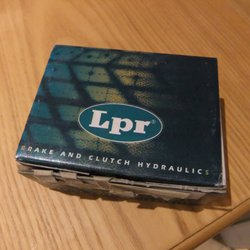 Lpr
BRAKE AND CLUTCH HYDRAULICS